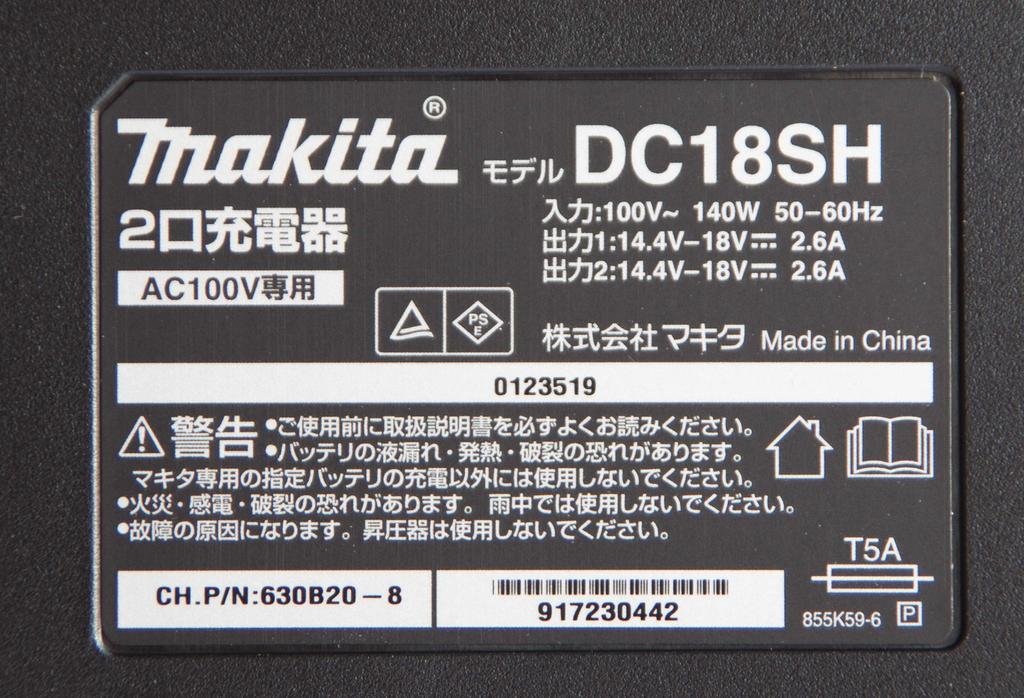 makita®
モデル DC18SH
2口充電器
入力:100V~ 140W 50-60Hz
出力1:14.4V-18V⎓ 2.6A
出力2:14.4V-18V⎓ 2.6A
AC100V専用
PS
E
株式会社マキタ Made in China
0123519
⚠警告 •ご使用前に取扱説明書を必ずよくお読みください。
•バッテリの液漏れ・発熱・破裂の恐れがあります。
マキタ専用の指定バッテリの充電以外には使用しないでください。
•火災・感電・破裂の恐れがあります。雨中では使用しないでください。
•故障の原因になります。昇圧器は使用しないでください。
T5A
CH.P/N:630B20-8
917230442
855K59-6 P